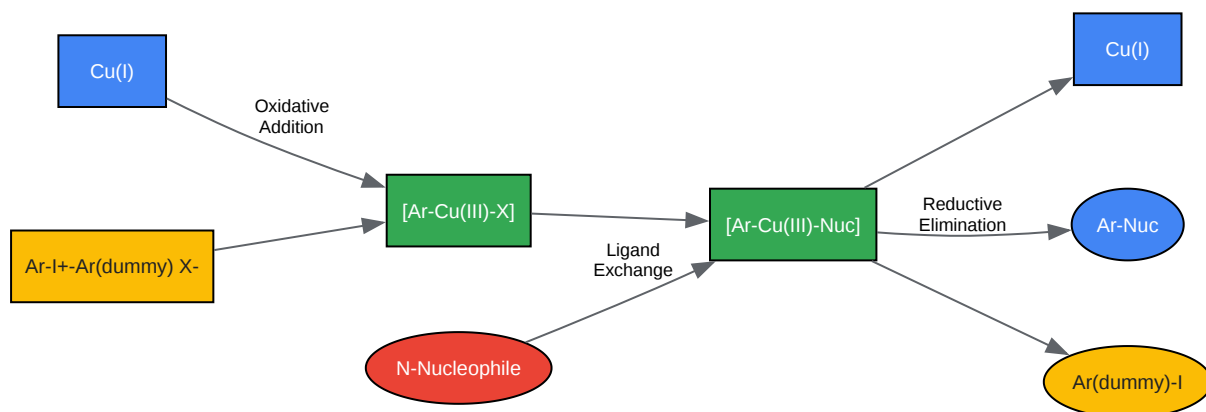 Cu(I)
Cu(I)
Oxidative
Addition
[Ar-Cu(III)-X]
[Ar-Cu(III)-Nuc]
Reductive
Elimination
Ar-Nuc
Ar-I+-Ar(dummy) X-
Ligand
Exchange
N-Nucleophile
Ar(dummy)-I